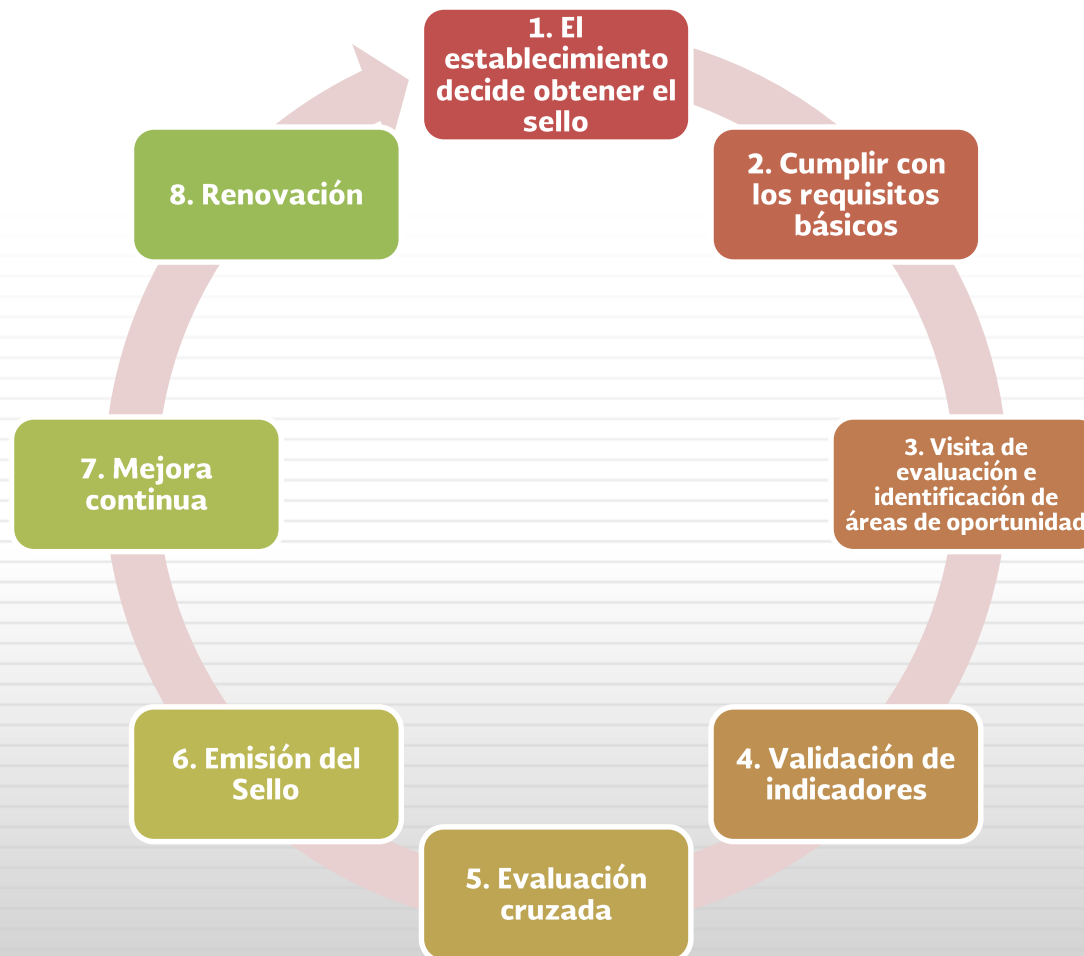 1. El
establecimiento
decide obtener el
sello
2. Cumplir con
los requisitos
básicos
3. Visita de
evaluación e
identificación de
áreas de oportunidad
4. Validación de
indicadores
5. Evaluación
cruzada
6. Emisión del
Sello
7. Mejora
continua
8. Renovación